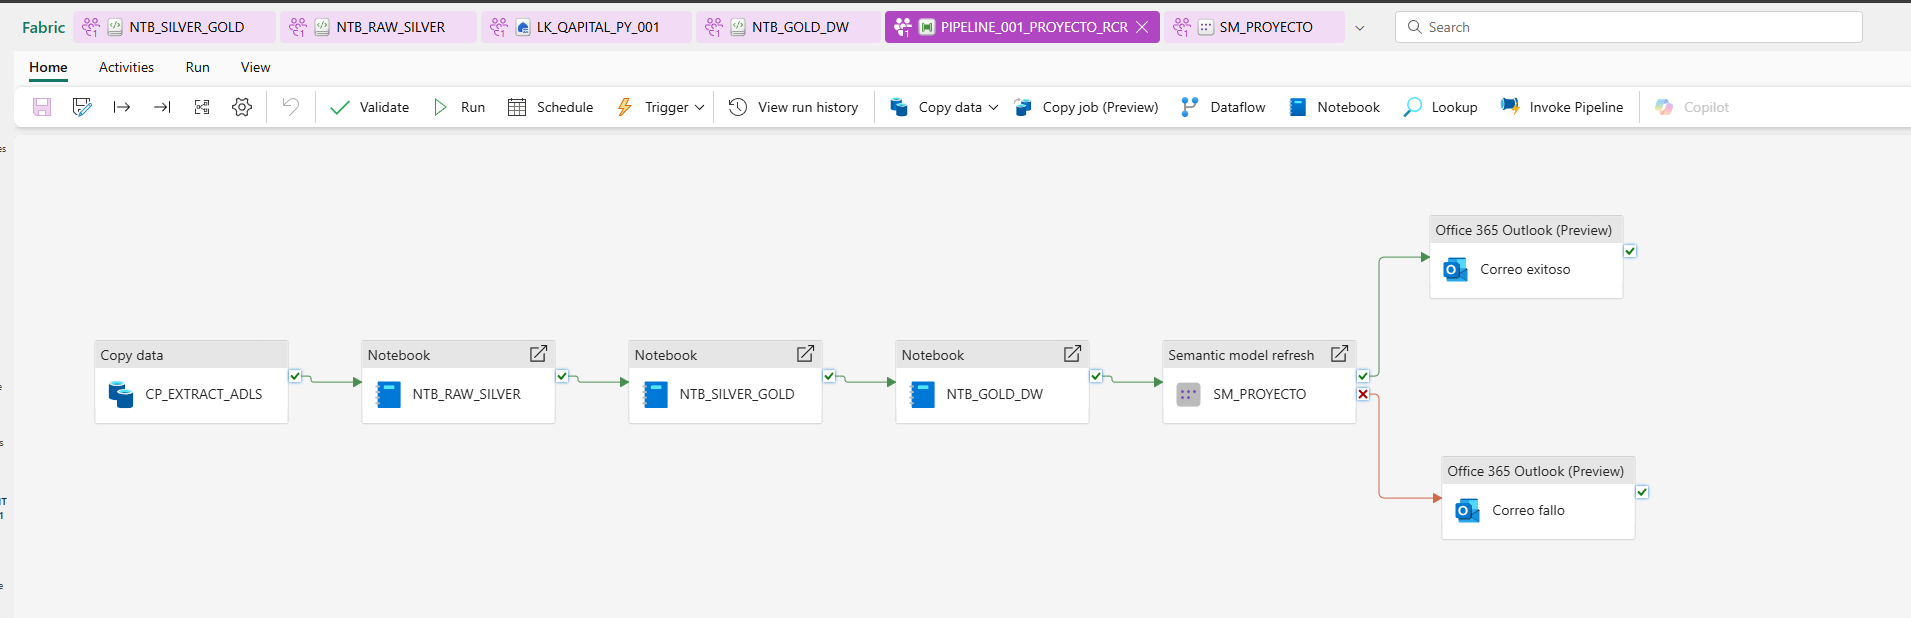 Fabric NTB_SILVER_GOLD NTB_RAW_SILVER LK_QAPITAL_PY_001 NTB_GOLD_DW PIPELINE_001_PROYECTO_RCR SM_PROYECTO Search
Home Activities Run View
Validate Run Schedule Trigger View run history Copy data Copy job (Preview) Dataflow Notebook Lookup Invoke Pipeline Copilot
Office 365 Outlook (Preview)
Correo exitoso
Copy data
CP_EXTRACT_ADLS
Notebook
NTB_RAW_SILVER
Notebook
NTB_SILVER_GOLD
Notebook
NTB_GOLD_DW
Semantic model refresh
SM_PROYECTO
Office 365 Outlook (Preview)
Correo fallo